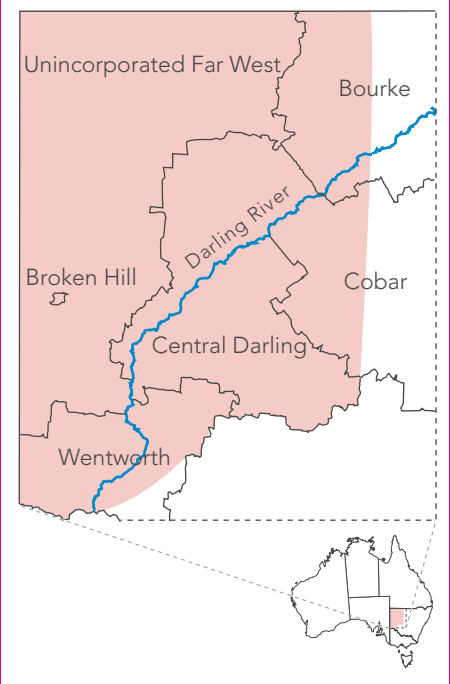 Unincorporated Far West
Bourke
Darling River
Broken Hill
Cobar
Central Darling
Wentworth